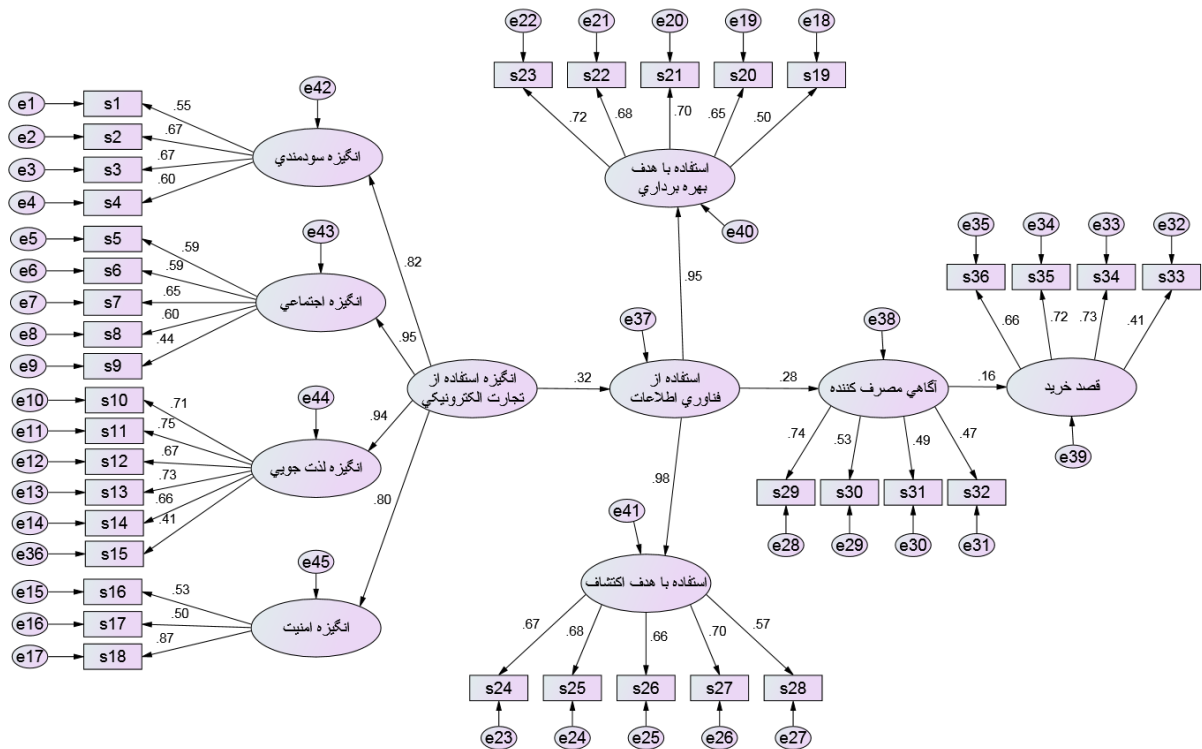 e22
e21
e20
e19
e18
s23
s22
s21
s20
s19
.72
.68
.70
.65
.50
استفاده با هدف
بهره برداري
e40
.95
e1
s1
.55
e2
s2
.67
e3
s3
.67
e4
s4
.60
e42
انگيزه سودمندي
.82
e5
s5
.59
e6
s6
.59
e7
s7
.65
e8
s8
.60
e9
s9
.44
e43
انگيزه اجتماعي
.95
e10
s10
.71
e11
s11
.75
e12
s12
.67
e13
s13
.73
e14
s14
.66
e36
s15
.41
e44
انگيزه لذت جويي
.94
e15
s16
.53
e16
s17
.50
e17
s18
.87
e45
انگيزه امنيت
.80
انگيزه استفاده از
تجارت الكترونيكي
.32
e37
استفاده از
فناوري اطلاعات
.28
e38
آگاهي مصرف كننده
.16
قصد خريد
e39
e35
e34
e33
e32
s36
s35
s34
s33
.66
.72
.73
.41
.74
.53
.49
.47
s29
s30
s31
s32
e28
e29
e30
e31
.98
e41
استفاده با هدف اكتشاف
.67
.68
.66
.70
.57
s24
s25
s26
s27
s28
e23
e24
e25
e26
e27